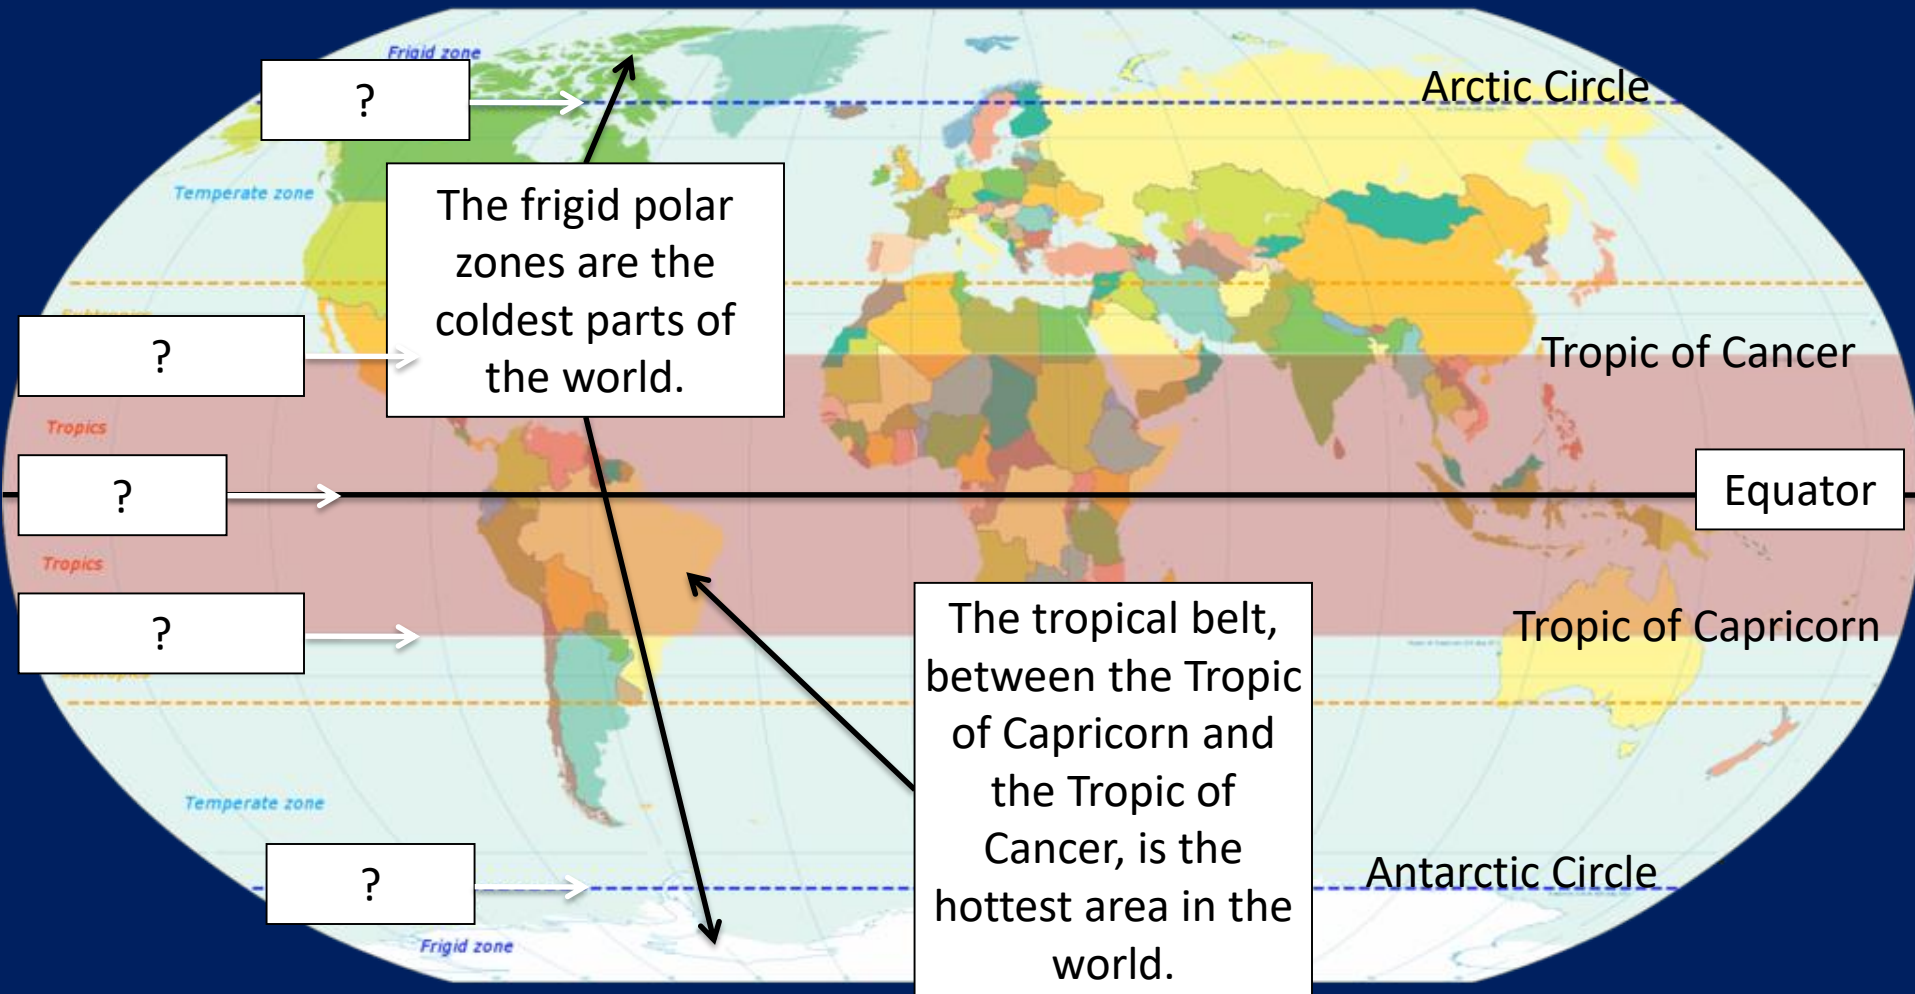 Frigid zone
?
Arctic Circle
Temperate zone
The frigid polar
zones are the
coldest parts of
the world.
?
Tropic of Cancer
Tropics
?
Equator
Tropics
?
Tropic of Capricorn
The tropical belt,
between the Tropic
of Capricorn and
the Tropic of
Cancer, is the
hottest area in the
world.
Temperate zone
?
Antarctic Circle
Frigid zone